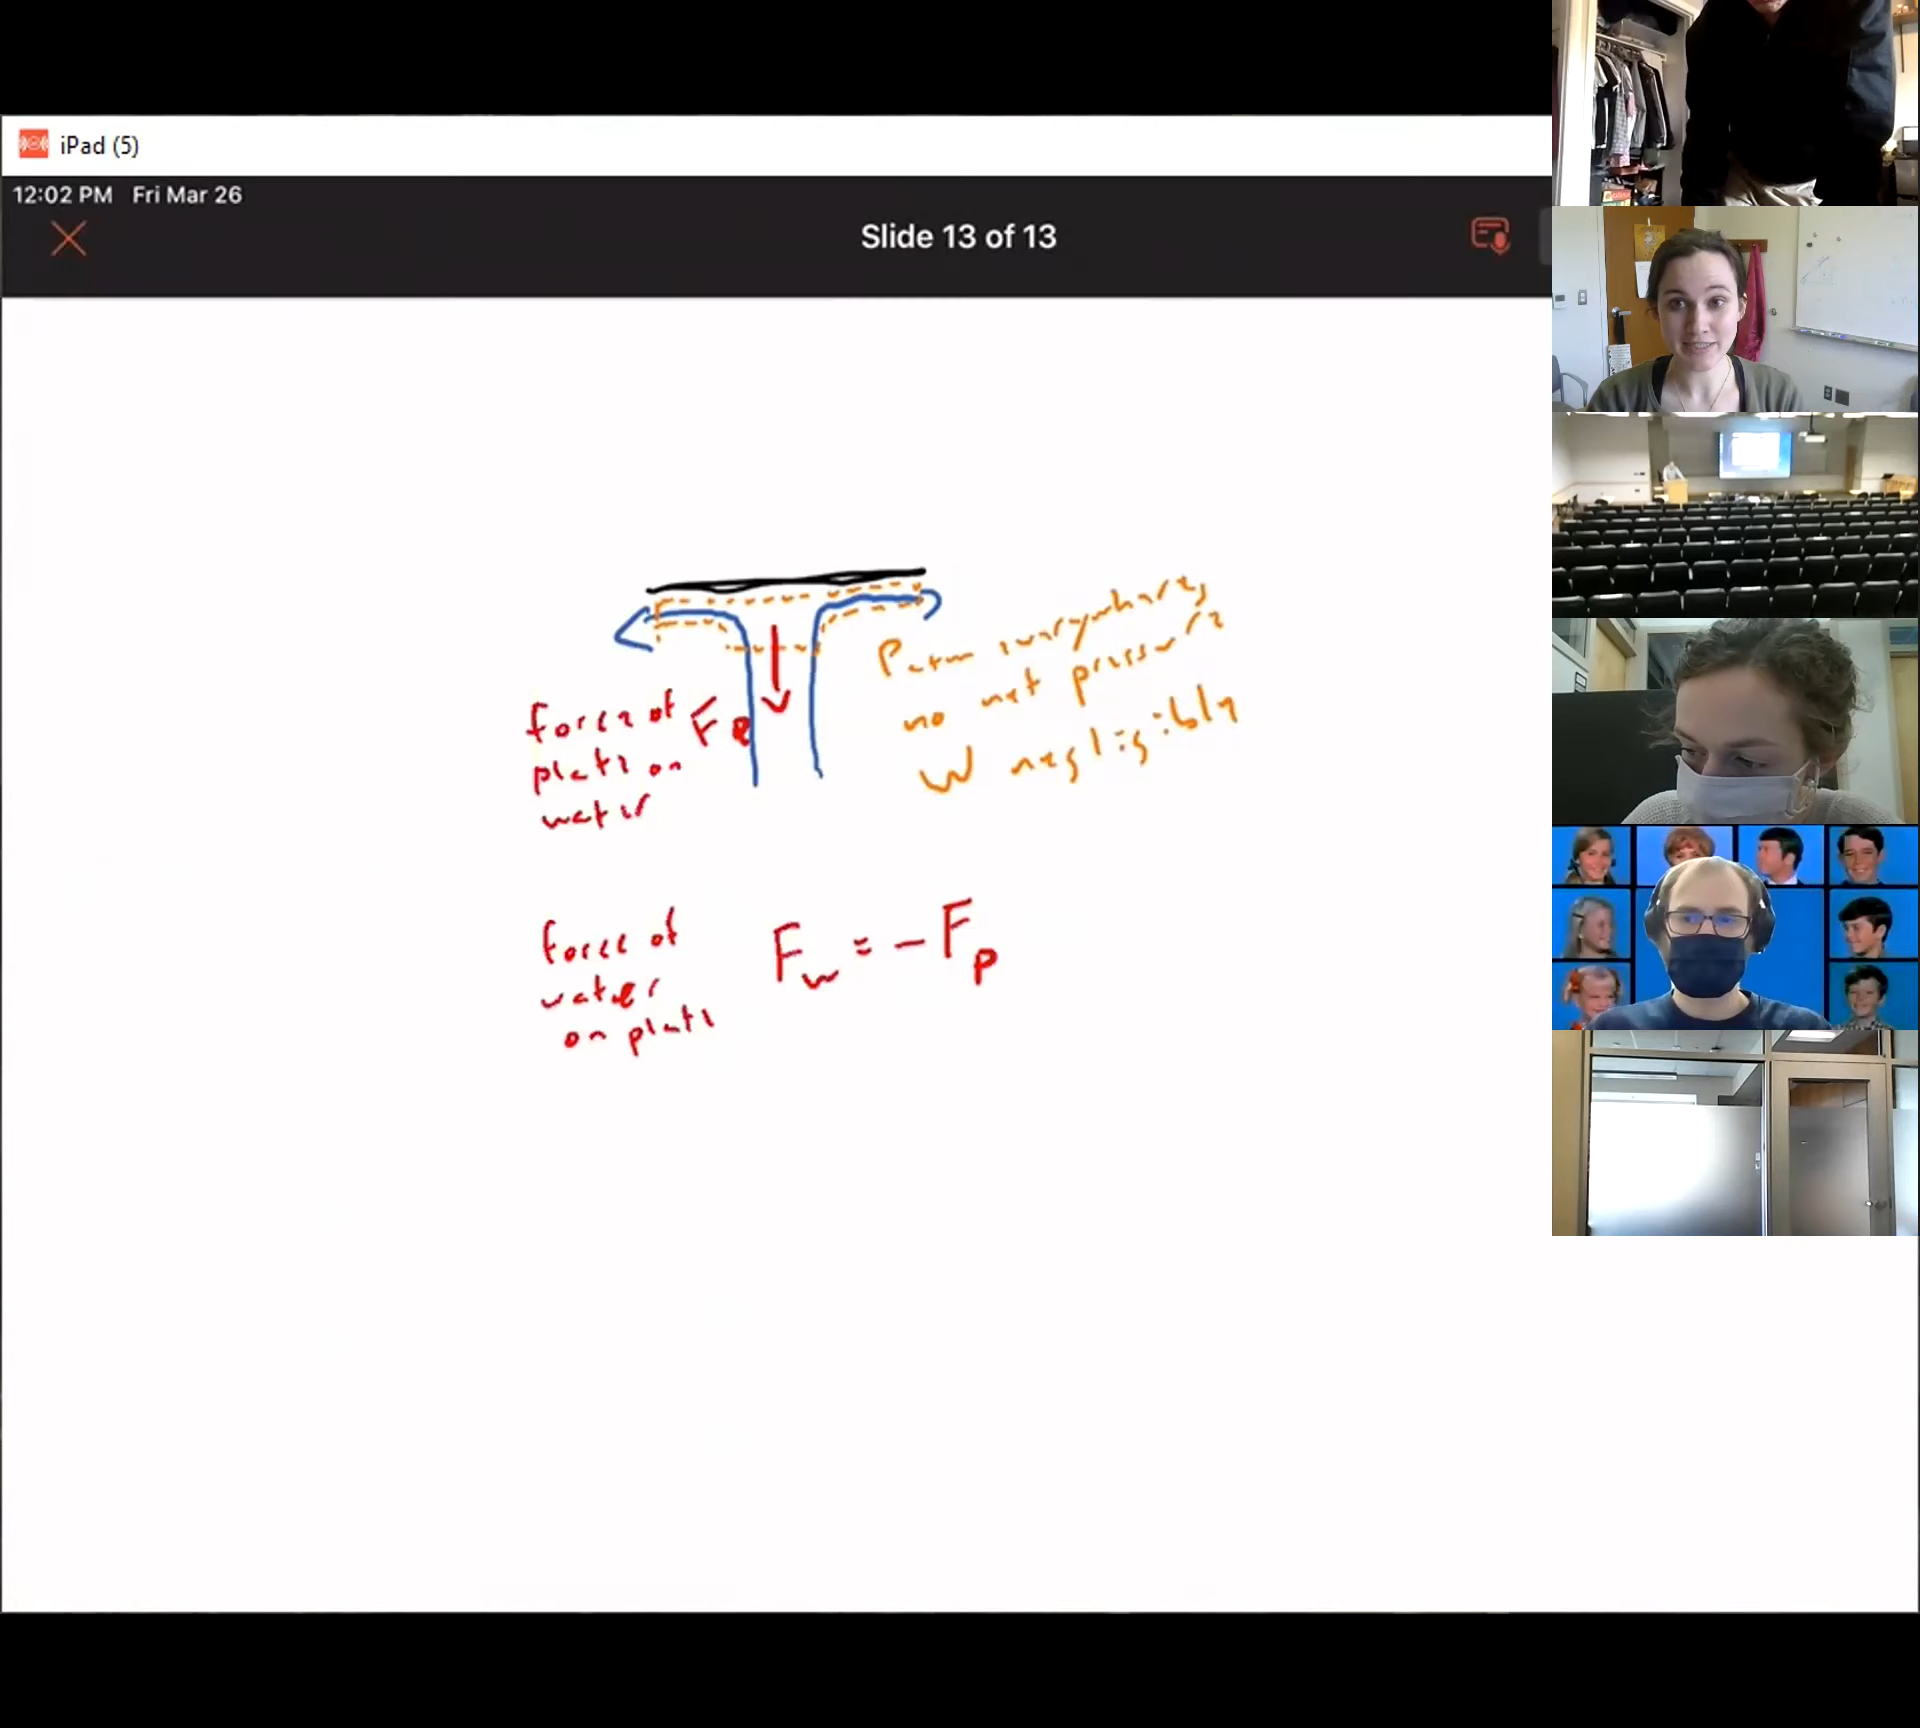 iPad (5)
12:02 PM Fri Mar 26
Slide 13 of 13
Patm everywhere,
no net pressure
W negligible
force of
plate on
water
Fp
force of
water
on plate
Fw = - Fp